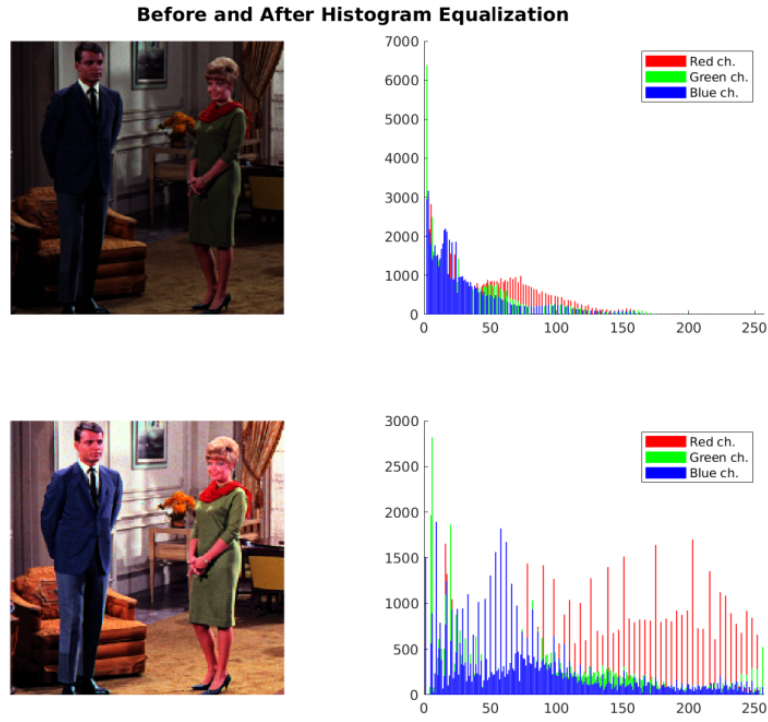 Before and After Histogram Equalization
7000
6000
5000
4000
3000
2000
1000
0
0 50 100 150 200 250
Red ch.
Green ch.
Blue ch.
3000
2500
2000
1500
1000
500
0
0 50 100 150 200 250
Red ch.
Green ch.
Blue ch.